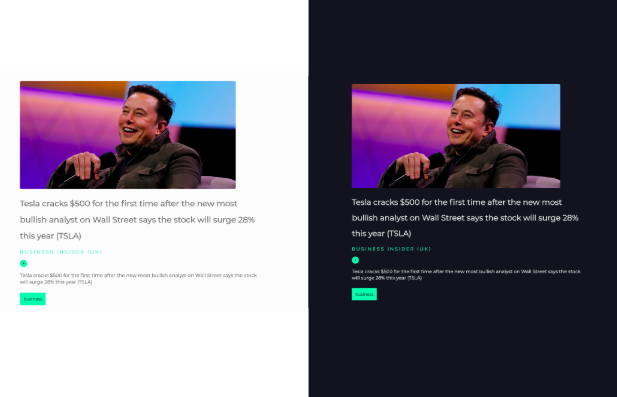 Tesla cracks $500 for the first time after the new most
bullish analyst on Wall Street says the stock will surge 28%
this year (TSLA)
BUSINESS INSIDER (UK)
Tesla cracks $500 for the first time after the new most bullish analyst on Wall Street says the stock
will surge 28% this year (TSLA)
business
Tesla cracks $500 for the first time after the new most
bullish analyst on Wall Street says the stock will surge 28%
this year (TSLA)
BUSINESS INSIDER (UK)
Tesla cracks $500 for the first time after the new most bullish analyst on Wall Street says the stock
will surge 28% this year (TSLA)
business